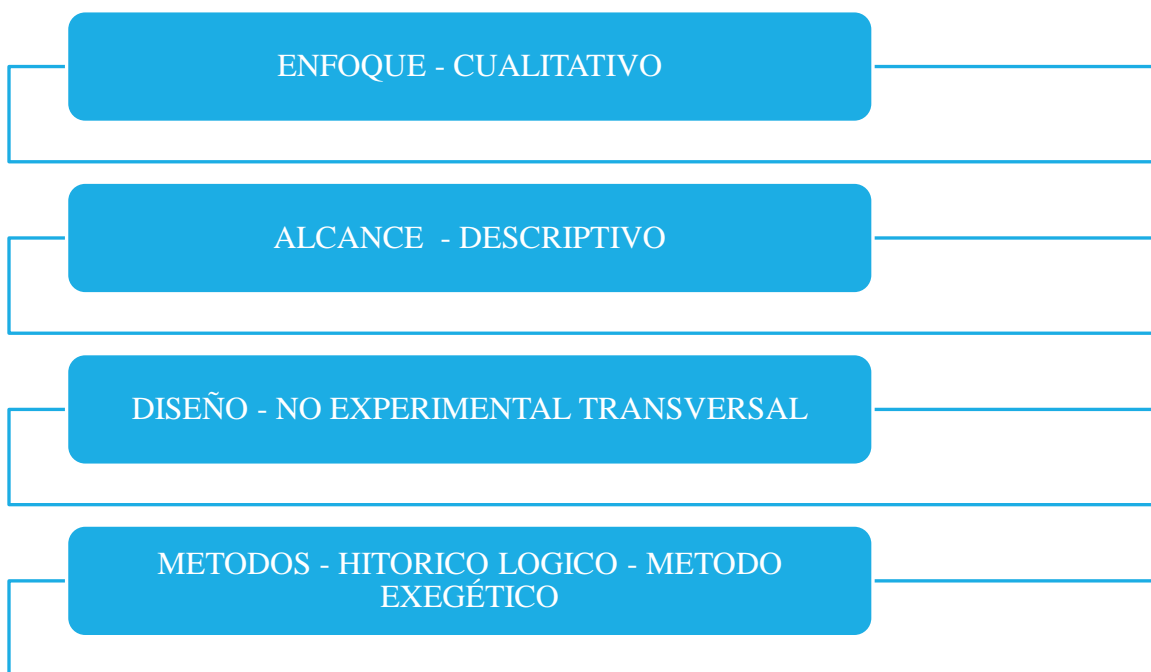 ENFOQUE - CUALITATIVO
ALCANCE - DESCRIPTIVO
DISEÑO - NO EXPERIMENTAL TRANSVERSAL
METODOS - HITORICO LOGICO - METODO
EXEGÉTICO